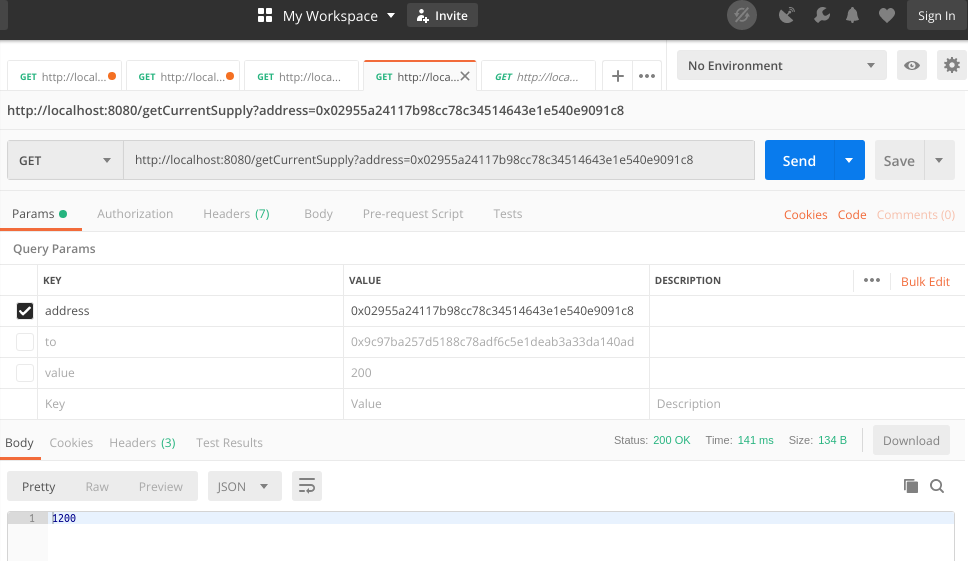 My Workspace Invite Sign In
GET http://local... GET http://local... GET http://loca... GET http://loca... GET http://loca... No Environment
http://localhost:8080/getCurrentSupply?address=0x02955a24117b98cc78c34514643e1e540e9091c8
GET http://localhost:8080/getCurrentSupply?address=0x02955a24117b98cc78c34514643e1e540e9091c8 Send Save
Params Authorization Headers (7) Body Pre-request Script Tests Cookies Code Comments (0)
Query Params
KEY VALUE DESCRIPTION Bulk Edit
address 0x02955a24117b98cc78c34514643e1e540e9091c8
to 0x9c97ba257d5188c78adf6c5e1deab3a33da140ad
value 200
Key Value Description
Body Cookies Headers (3) Test Results Status: 200 OK Time: 141 ms Size: 134 B Download
Pretty Raw Preview JSON
1 1200